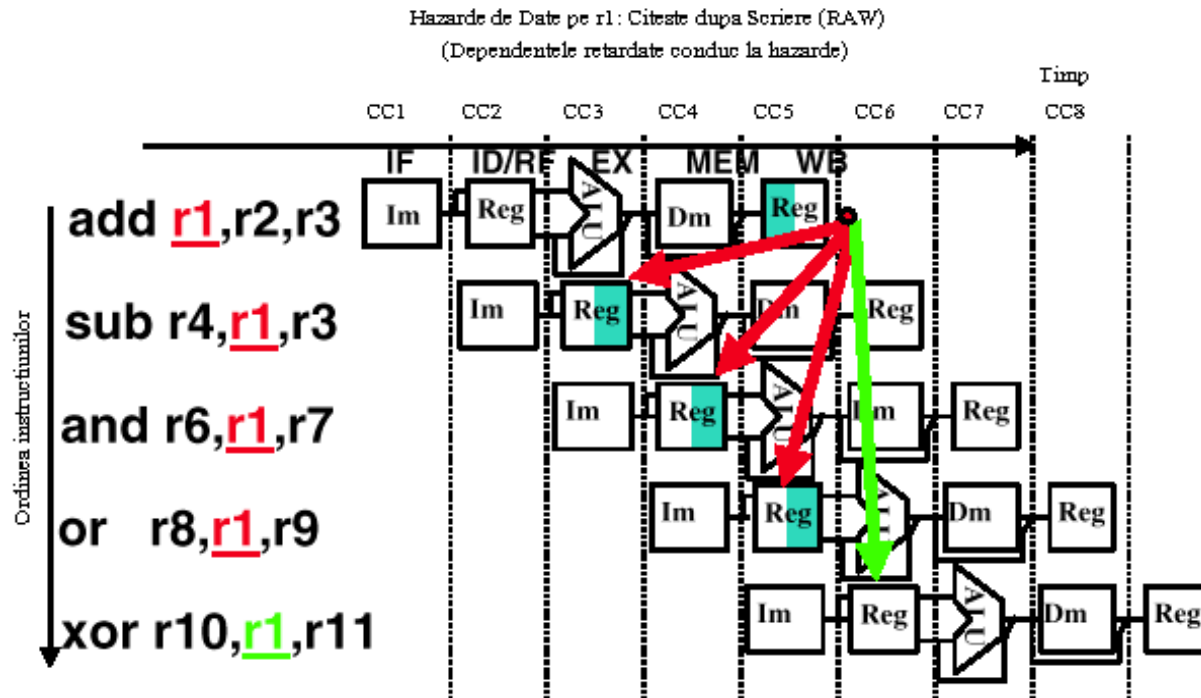 Hazarde de Date pe r1: Citeste dupa Scriere (RAW)
(Dependentele retardate conduc la hazarde)
Timp
CC1 CC2 CC3 CC4 CC5 CC6 CC7 CC8
IF ID/RF EX MEM WB
Ordinea instructiunilor
add r1,r2,r3 Im Reg ALU Dm Reg
sub r4,r1,r3 Im Reg ALU Dm Reg
and r6,r1,r7 Im Reg ALU Dm Reg
or r8,r1,r9 Im Reg ALU Dm Reg
xor r10,r1,r11 Im Reg ALU Dm Reg